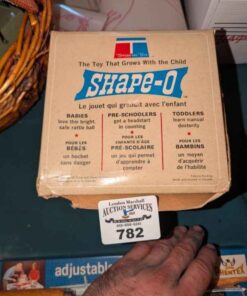 The Toy That Grows With the Child
SHAPE-O
Le jouet qui grandit avec l'enfant
BABIES
love the bright
safe rattle ball
•
POUR LES
BÉBÉS
un hochet
sans danger
PRE-SCHOOLERS
get a headstart
in counting
•
POUR LES
ENFANTS D'AGE
PRÉ-SCOLAIRE
un jeu qui permet
d'apprendre à
compter
TODDLERS
learn manual
dexterity
•
POUR LES
BAMBINS
un moyen
d'acquérir
de l'habileté
London Marshall
AUCTION SERVICES
782
adjustable